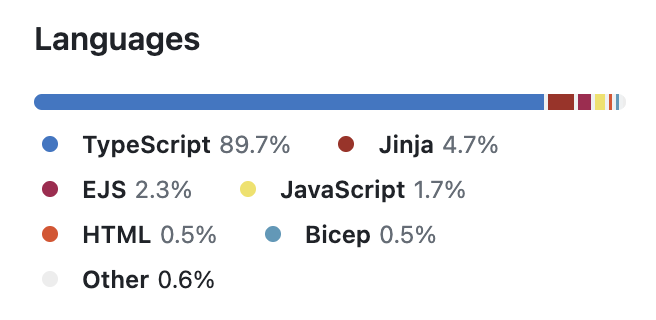 Languages
TypeScript 89.7% Jinja 4.7%
EJS 2.3% JavaScript 1.7%
HTML 0.5% Bicep 0.5%
Other 0.6%